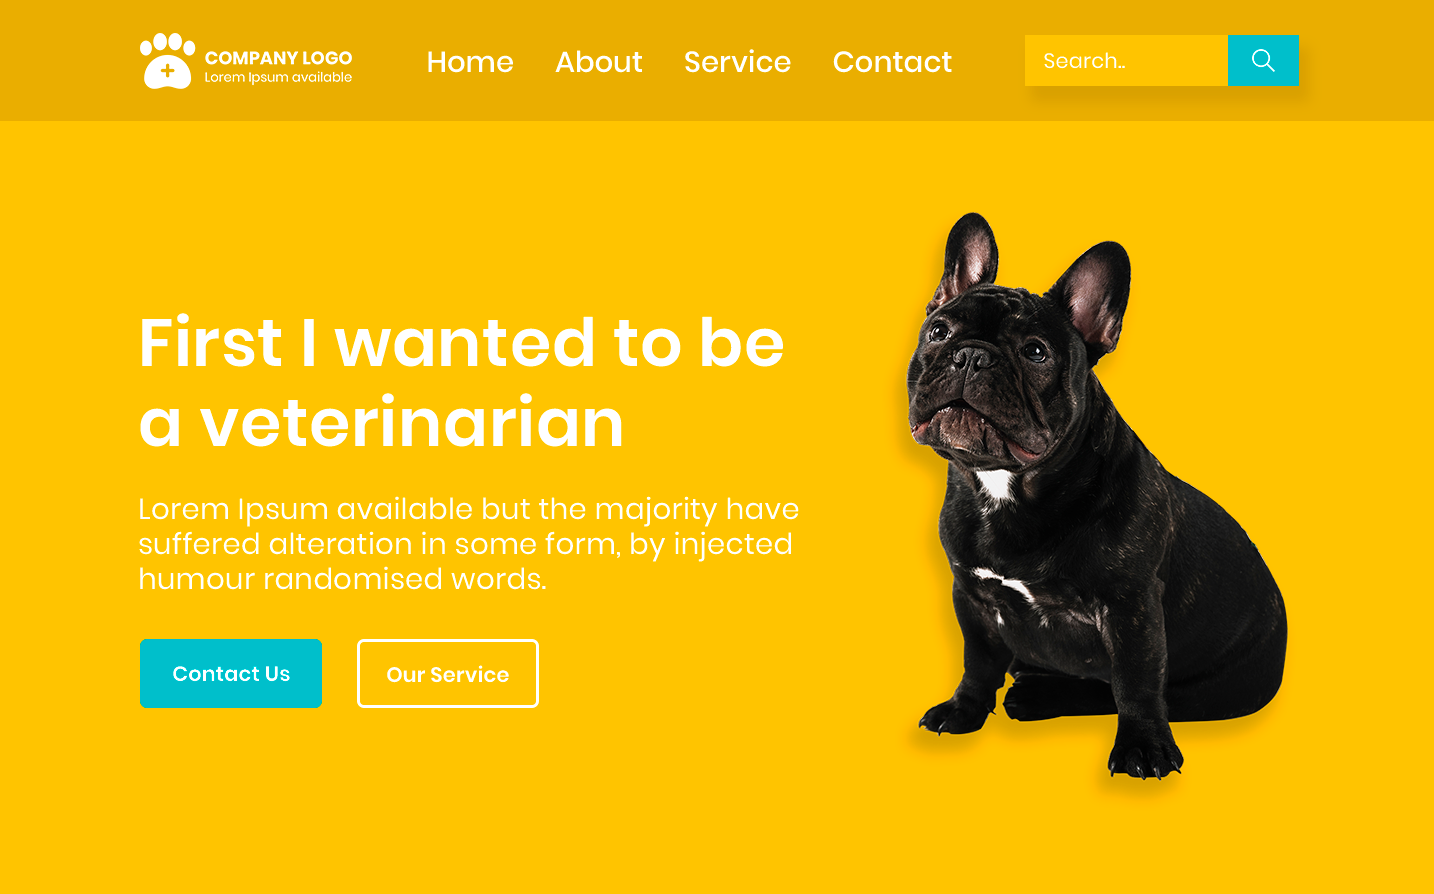 COMPANY LOGO
Lorem Ipsum available
Home About Service Contact
Search..
First I wanted to be
a veterinarian
Lorem Ipsum available but the majority have
suffered alteration in some form, by injected
humour randomised words.
Contact Us
Our Service